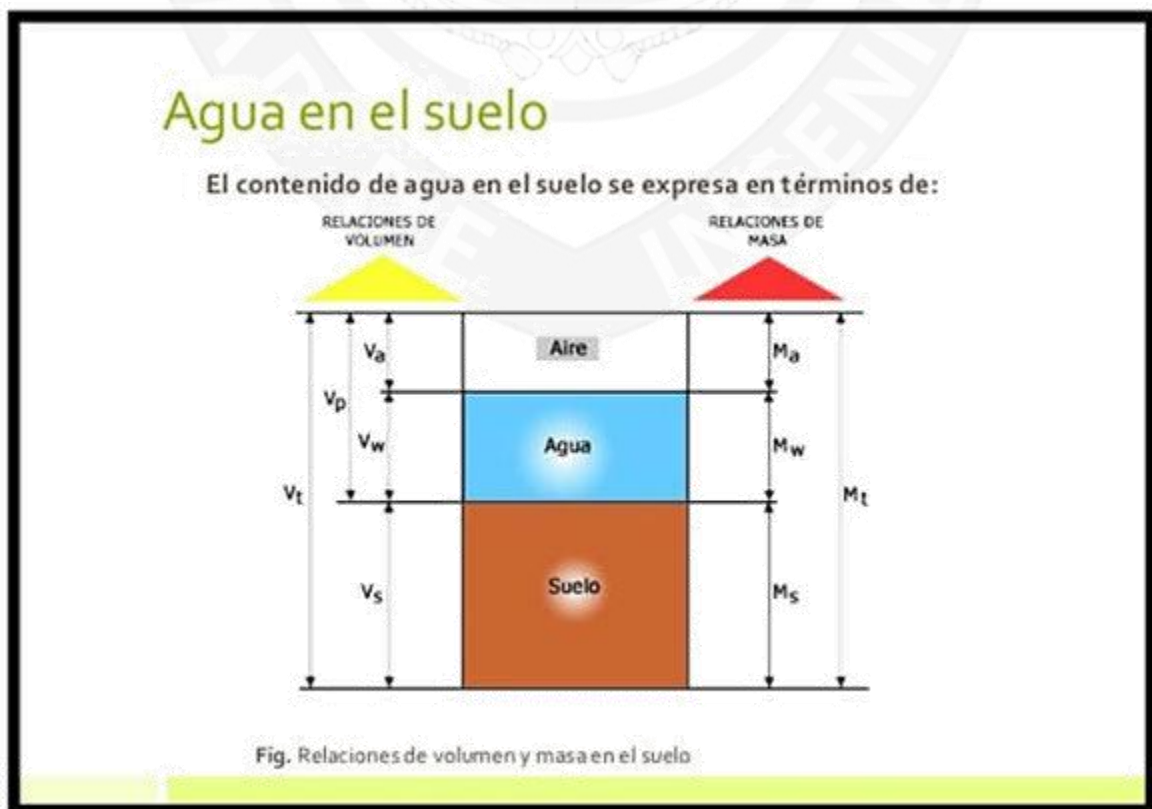 Agua en el suelo
El contenido de agua en el suelo se expresa en términos de:
RELACIONES DE
VOLUMEN
RELACIONES DE
MASA
Aire
Va
Ma
Vp
Vw
Agua
Mw
Vt
Mt
Suelo
Vs
Ms
Fig. Relaciones de volumen y masa en el suelo